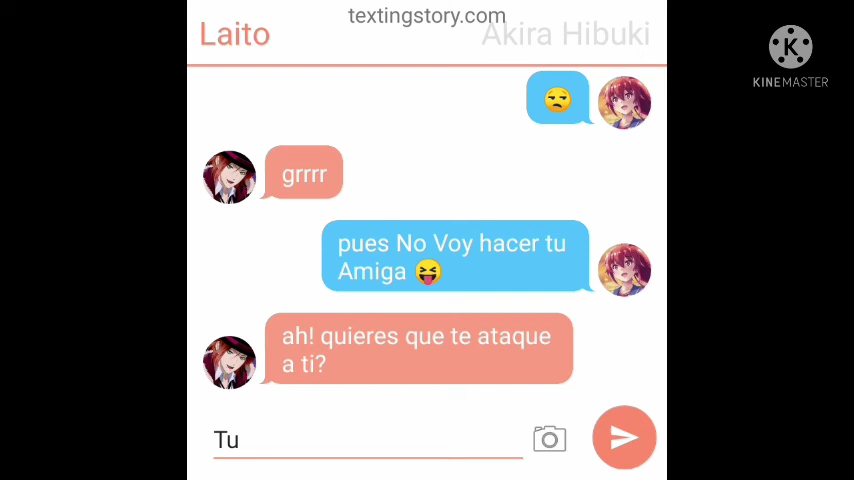 textingstory.com
Laito
Akira Hibuki
KINEMASTER
😒
grrrr
pues No Voy hacer tu
Amiga 😝
ah! quieres que te ataque
a ti?
Tu